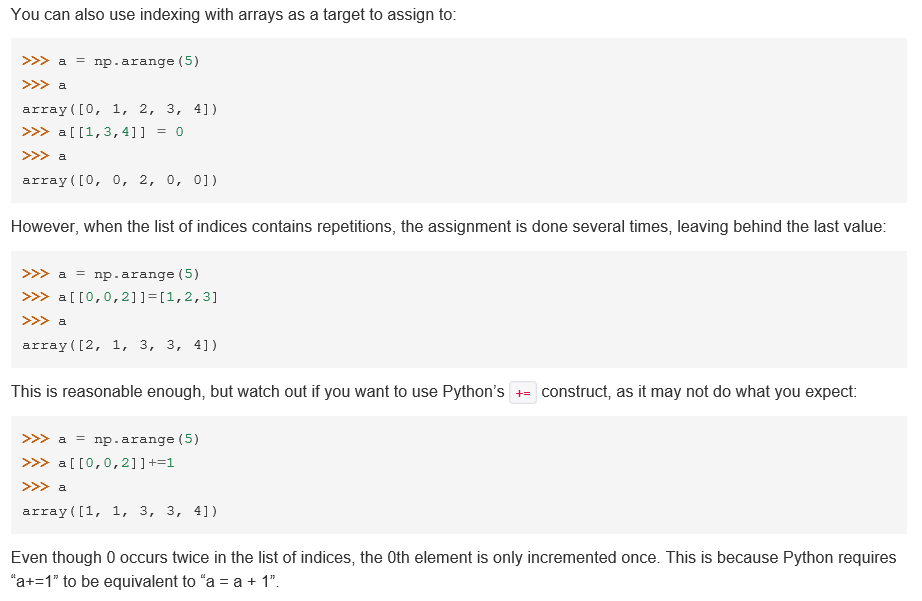 You can also use indexing with arrays as a target to assign to:
>>> a = np.arange(5)
>>> a
array([0, 1, 2, 3, 4])
>>> a[[1,3,4]] = 0
>>> a
array([0, 0, 2, 0, 0])
However, when the list of indices contains repetitions, the assignment is done several times, leaving behind the last value:
>>> a = np.arange(5)
>>> a[[0,0,2]]=[1,2,3]
>>> a
array([2, 1, 3, 3, 4])
This is reasonable enough, but watch out if you want to use Python’s += construct, as it may not do what you expect:
>>> a = np.arange(5)
>>> a[[0,0,2]]+=1
>>> a
array([1, 1, 3, 3, 4])
Even though 0 occurs twice in the list of indices, the 0th element is only incremented once. This is because Python requires
“a+=1” to be equivalent to “a = a + 1”.